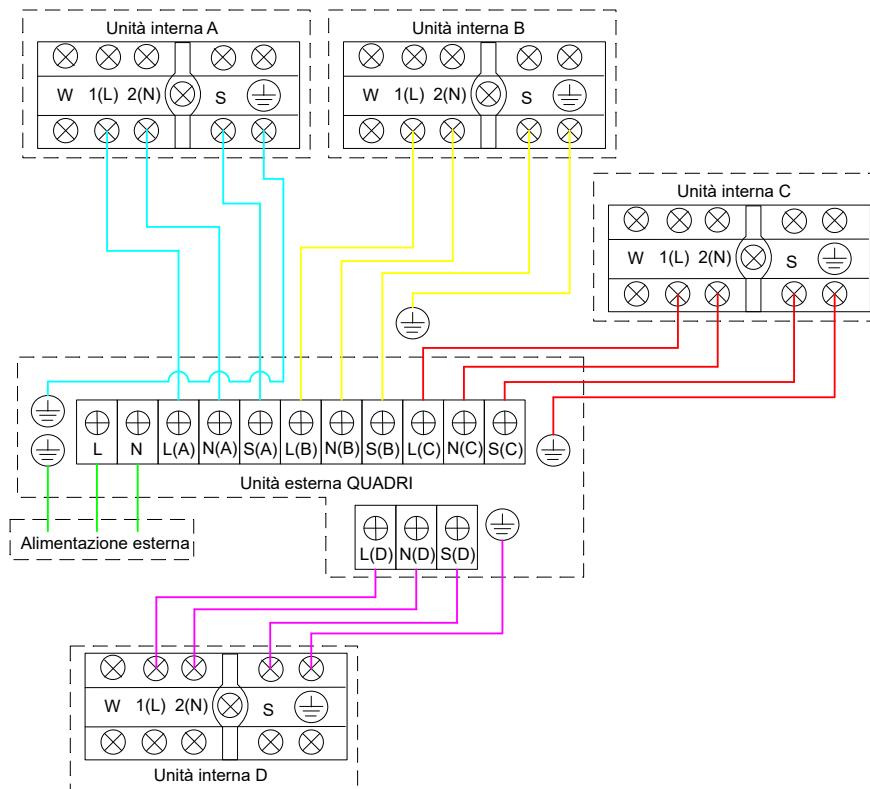 Unità interna A
W 1(L) 2(N) S
Unità interna B
W 1(L) 2(N) S
Unità interna C
W 1(L) 2(N) S
L N L(A) N(A) S(A) L(B) N(B) S(B) L(C) N(C) S(C)
Unità esterna QUADRI
Alimentazione esterna
L(D) N(D) S(D)
W 1(L) 2(N) S
Unità interna D